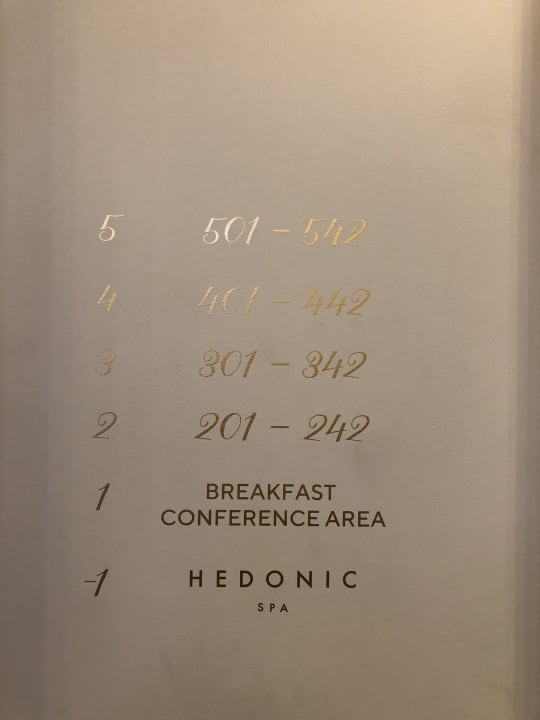 5 501 – 542
4 401 – 442
3 301 – 342
2 201 – 242
1 BREAKFAST
CONFERENCE AREA
-1 HEDONIC
SPA